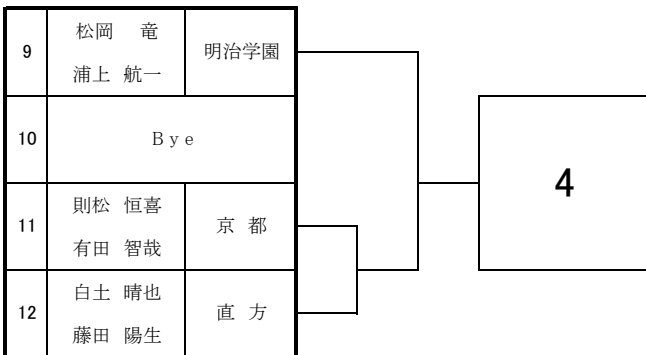 9
松岡 竜
浦上 航一
明治学園
10
Bye
11
則松 恒喜
有田 智哉
京 都
12
白土 晴也
藤田 陽生
直 方
4